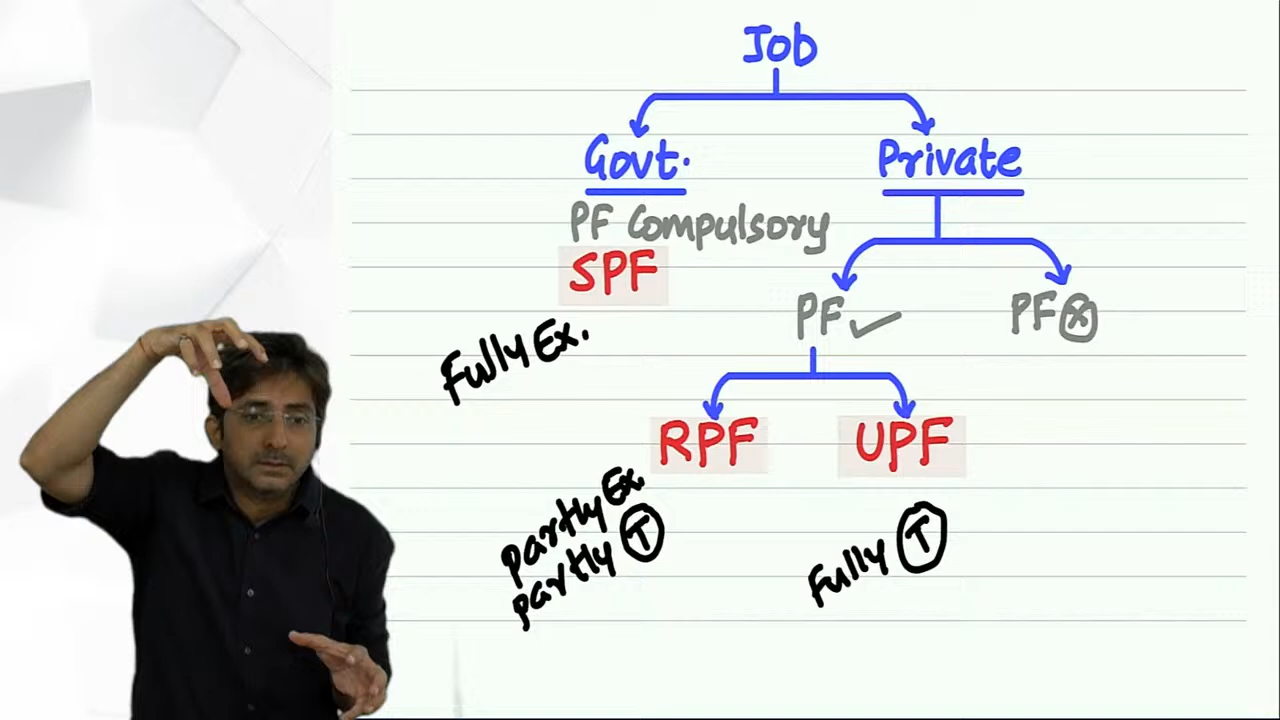 Job
Govt.
Private
PF Compulsory
SPF
PF
PF
Fully Ex.
RPF
UPF
partly Ex.
partly T
Fully T